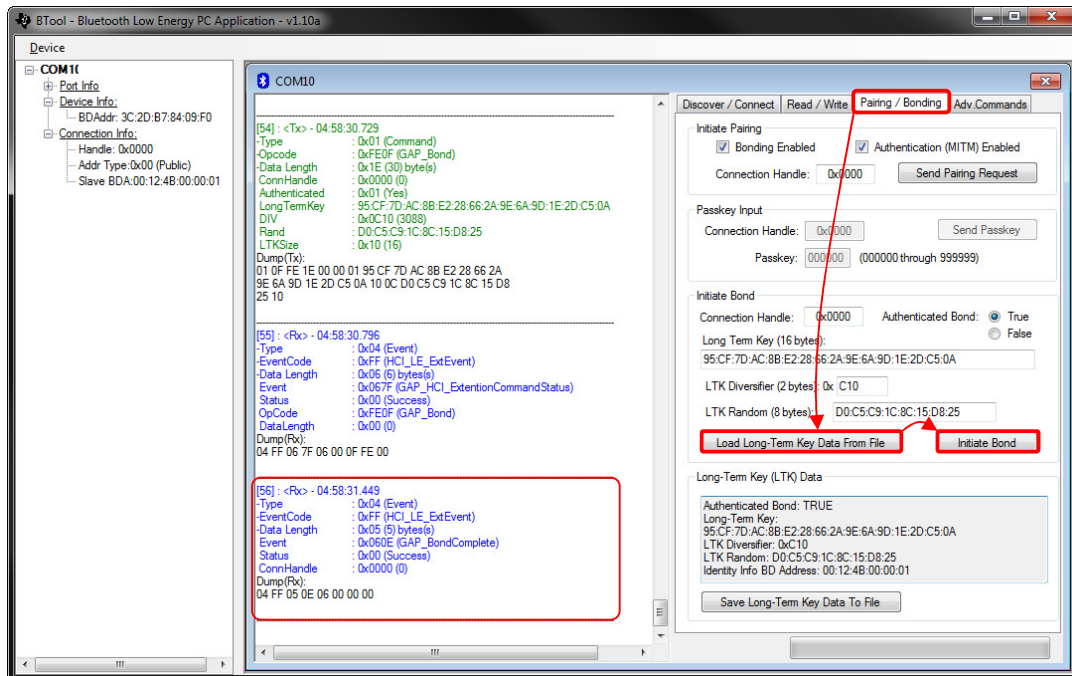 BTool - Bluetooth Low Energy PC Application - v1.10a
Device
COM1(
Port Info
Device Info:
BDAddr: 3C:2D:B7:84:09:F0
Connection Info:
Handle: 0x0000
Addr Type:0x00 (Public)
Slave BDA:00:12:4B:00:00:01
COM10
[54] : <Tx> - 04:58:30.729
-Type : 0x01 (Command)
-Opcode : 0xFE0F (GAP_Bond)
-Data Length : 0x1E (30) byte(s)
ConnHandle : 0x0000 (0)
Authenticated : 0x01 (Yes)
LongTermKey : 95:CF:7D:AC:8B:E2:28:66:2A:9E:6A:9D:1E:2D:C5:0A
DIV : 0x0C10 (3088)
Rand : D0:C5:C9:1C:8C:15:D8:25
LTKSize : 0x10 (16)
Dump(Tx):
01 0F FE 1E 00 00 01 95 CF 7D AC 8B E2 28 66 2A
9E 6A 9D 1E 2D C5 0A 10 0C D0 C5 C9 1C 8C 15 D8
25 10
[55] : <Rx> - 04:58:30.796
-Type : 0x04 (Event)
-EventCode : 0xFF (HCI_LE_ExtEvent)
-Data Length : 0x06 (6) bytes(s)
Event : 0x067F (GAP_HCI_ExtentionCommandStatus)
Status : 0x00 (Success)
OpCode : 0xFE0F (GAP_Bond)
DataLength : 0x00 (0)
Dump(Rx):
04 FF 06 7F 06 00 0F FE 00
[56] : <Rx> - 04:58:31.449
-Type : 0x04 (Event)
-EventCode : 0xFF (HCI_LE_ExtEvent)
-Data Length : 0x05 (5) bytes(s)
Event : 0x060E (GAP_BondComplete)
Status : 0x00 (Success)
ConnHandle : 0x0000 (0)
Dump(Rx):
04 FF 05 0E 06 00 00 00
Discover / Connect Read / Write Pairing / Bonding Adv.Commands
Initiate Pairing
Bonding Enabled Authentication (MITM) Enabled
Connection Handle: 0x0000 Send Pairing Request
Passkey Input
Connection Handle: 0x0000 Send Passkey
Passkey: 000000 (000000 through 999999)
Initiate Bond
Connection Handle: 0x0000 Authenticated Bond: True
False
Long Term Key (16 bytes):
95:CF:7D:AC:8B:E2:28:66:2A:9E:6A:9D:1E:2D:C5:0A
LTK Diversifier (2 bytes): 0x C10
LTK Random (8 bytes): D0:C5:C9:1C:8C:15:D8:25
Load Long-Term Key Data From File Initiate Bond
Long-Term Key (LTK) Data
Authenticated Bond: TRUE
Long-Term Key:
95:CF:7D:AC:8B:E2:28:66:2A:9E:6A:9D:1E:2D:C5:0A
LTK Diversifier: 0xC10
LTK Random: D0:C5:C9:1C:8C:15:D8:25
Identity Info BD Address: 00:12:4B:00:00:01
Save Long-Term Key Data To File